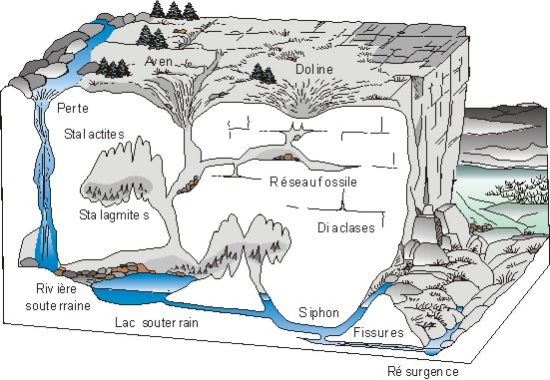 Aven
Doline
Perte
Stalactites
Réseau fossile
Stalagmites
Diaclases
Rivière
souterraine
Lac souterrain
Siphon
Fissures
Résurgence